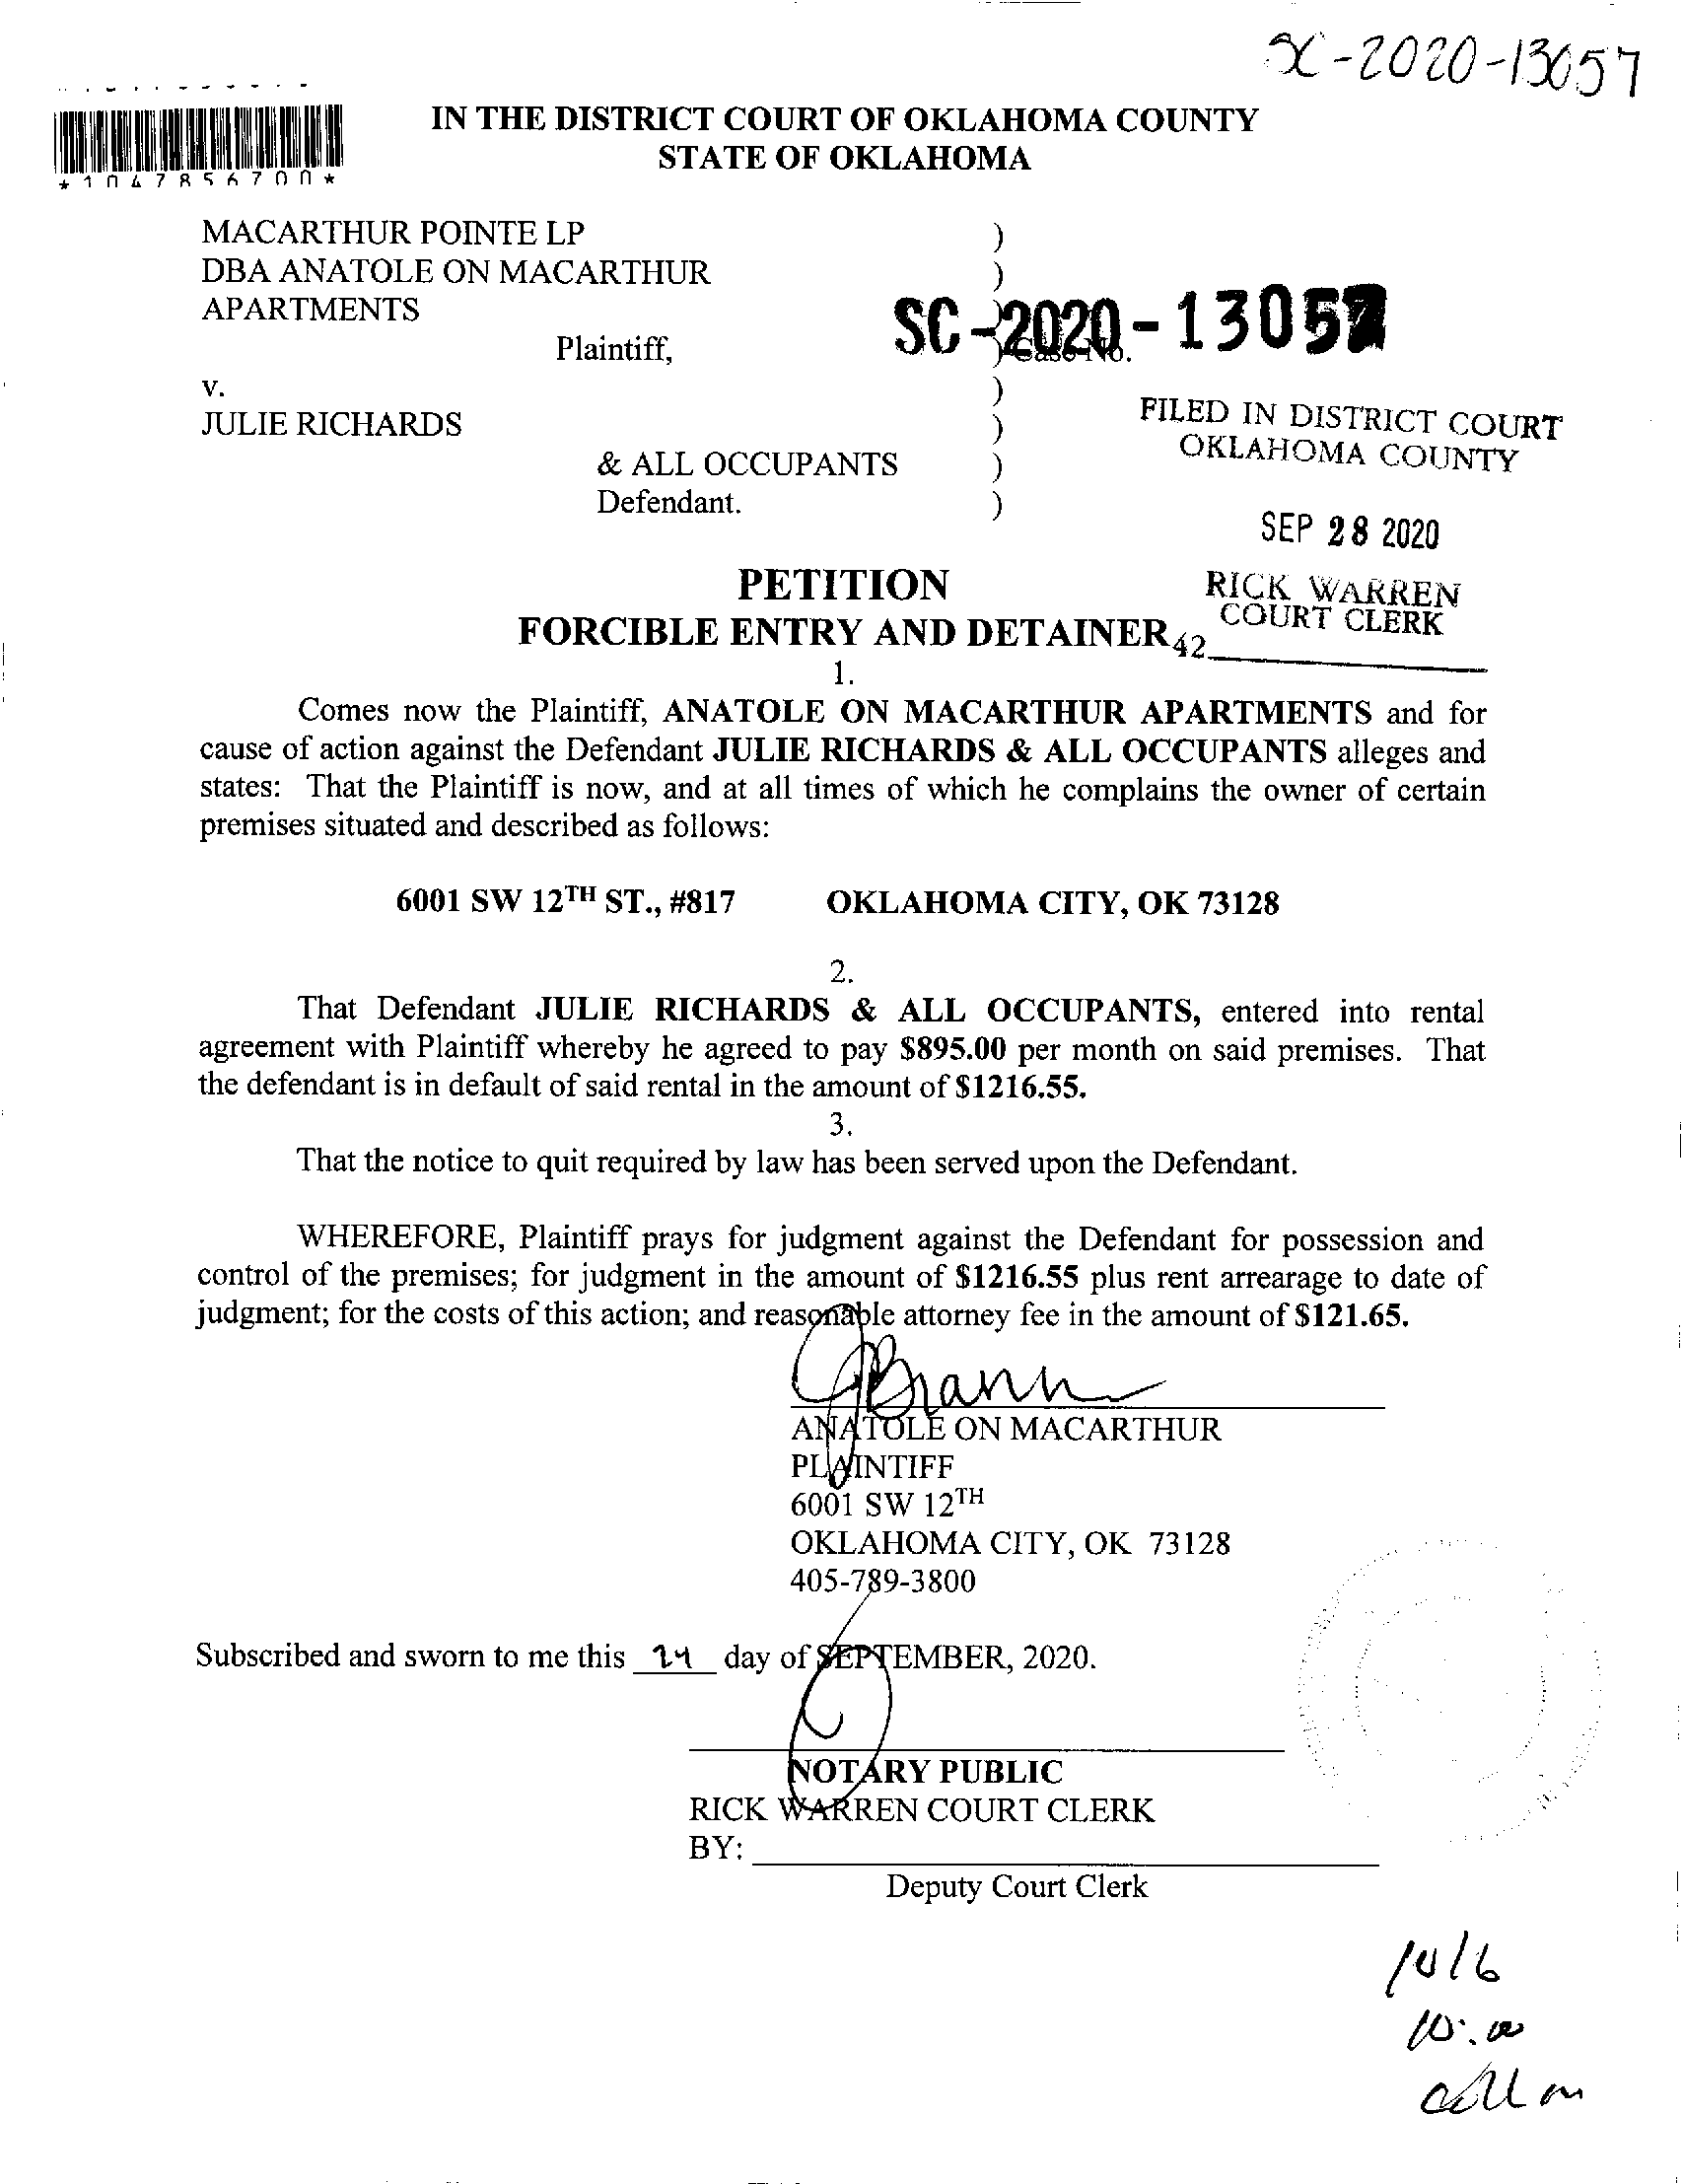 SC-2020-13057
*1047856700*
IN THE DISTRICT COURT OF OKLAHOMA COUNTY
STATE OF OKLAHOMA
MACARTHUR POINTE LP )
DBA ANATOLE ON MACARTHUR )
APARTMENTS )
Plaintiff, ) Case No.
SC-2020-13057
v. )
JULIE RICHARDS )
& ALL OCCUPANTS )
Defendant. )
FILED IN DISTRICT COURT
OKLAHOMA COUNTY
SEP 28 2020
RICK WARREN
COURT CLERK
42
PETITION
FORCIBLE ENTRY AND DETAINER
1.
Comes now the Plaintiff, ANATOLE ON MACARTHUR APARTMENTS and for
cause of action against the Defendant JULIE RICHARDS & ALL OCCUPANTS alleges and
states: That the Plaintiff is now, and at all times of which he complains the owner of certain
premises situated and described as follows:
6001 SW 12TH ST., #817 OKLAHOMA CITY, OK 73128
2.
That Defendant JULIE RICHARDS & ALL OCCUPANTS, entered into rental
agreement with Plaintiff whereby he agreed to pay $895.00 per month on said premises. That
the defendant is in default of said rental in the amount of $1216.55.
3.
That the notice to quit required by law has been served upon the Defendant.
WHEREFORE, Plaintiff prays for judgment against the Defendant for possession and
control of the premises; for judgment in the amount of $1216.55 plus rent arrearage to date of
judgment; for the costs of this action; and reasonable attorney fee in the amount of $121.65.
ANATOLE ON MACARTHUR
PLAINTIFF
6001 SW 12TH
OKLAHOMA CITY, OK 73128
405-789-3800
Subscribed and sworn to me this 24 day of SEPTEMBER, 2020.
NOTARY PUBLIC
RICK WARREN COURT CLERK
BY:
Deputy Court Clerk